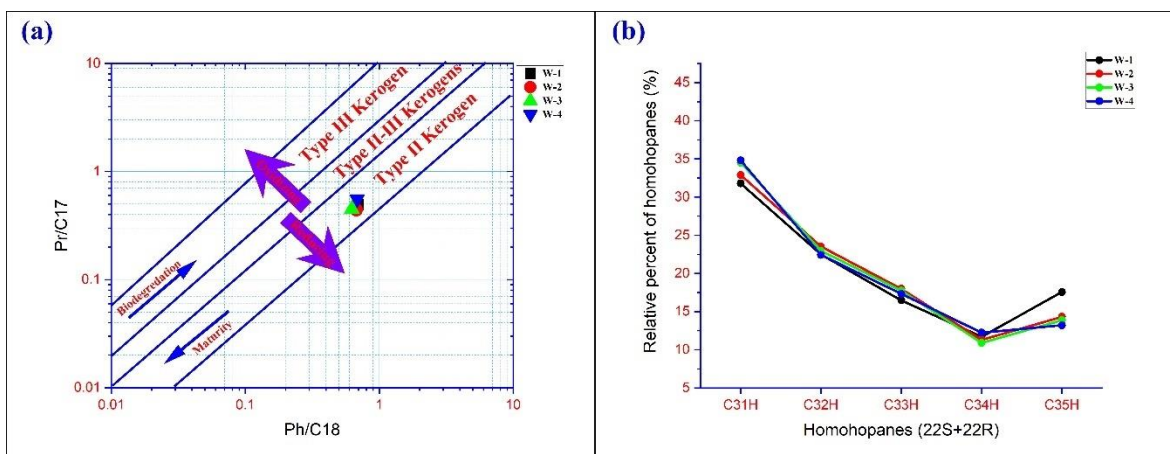 (a)
10
1
0.1
0.01
Pr/C17
0.01
0.1
1
10
Ph/C18
Type III Kerogen
Type II-III Kerogens
Type II Kerogen
Biodegredation
Maturity
W-1
W-2
W-3
W-4
(b)
45
40
35
30
25
20
15
10
5
Relative percent of homohopanes (%)
C31H
C32H
C33H
C34H
C35H
Homohopanes (22S+22R)
W-1
W-2
W-3
W-4